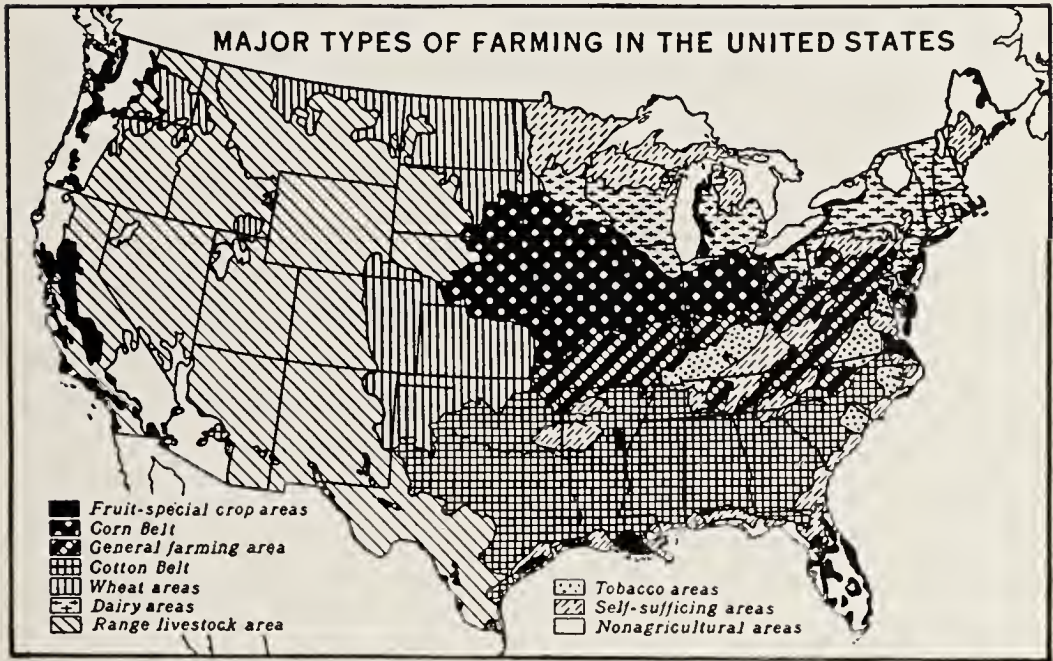 MAJOR TYPES OF FARMING IN THE UNITED STATES
Fruit-special crop areas
Corn Belt
General farming area
Cotton Belt
Wheat areas
Dairy areas
Range livestock area
Tobacco areas
Self-sufficing areas
Nonagricultural areas